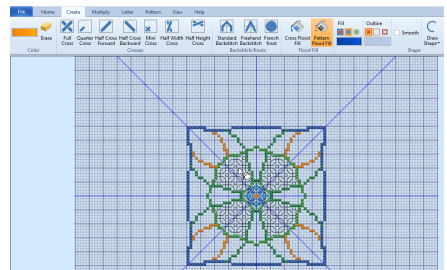 File Home Create Multiply Letter Pattern View Help
Erase Full Cross Quarter Cross Half Cross Forward Half Cross Backward Mini Cross Half Width Cross Half Height Cross Standard Backstitch Freehand Backstitch French Knot Cross Flood Fill Pattern Flood Fill Fill Outline Smooth Draw Shape
Color Crosses Backstitch/Knots Flood Fill Shape